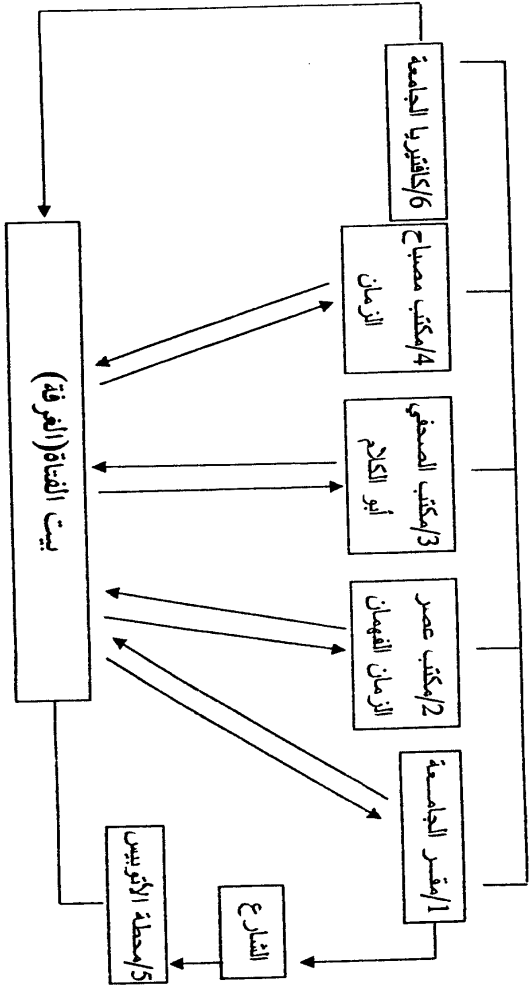 6/كافتيريا الجامعة
4/مكتب مصباح
الزمان
3/مكتب الصحفي
أبو الكلام
2/مكتب عصر
الزمان الفهمان
1/مقر الجامعة
الشارع
5/محطة الأتوبيس
بيت الفتاة(الغرفة)